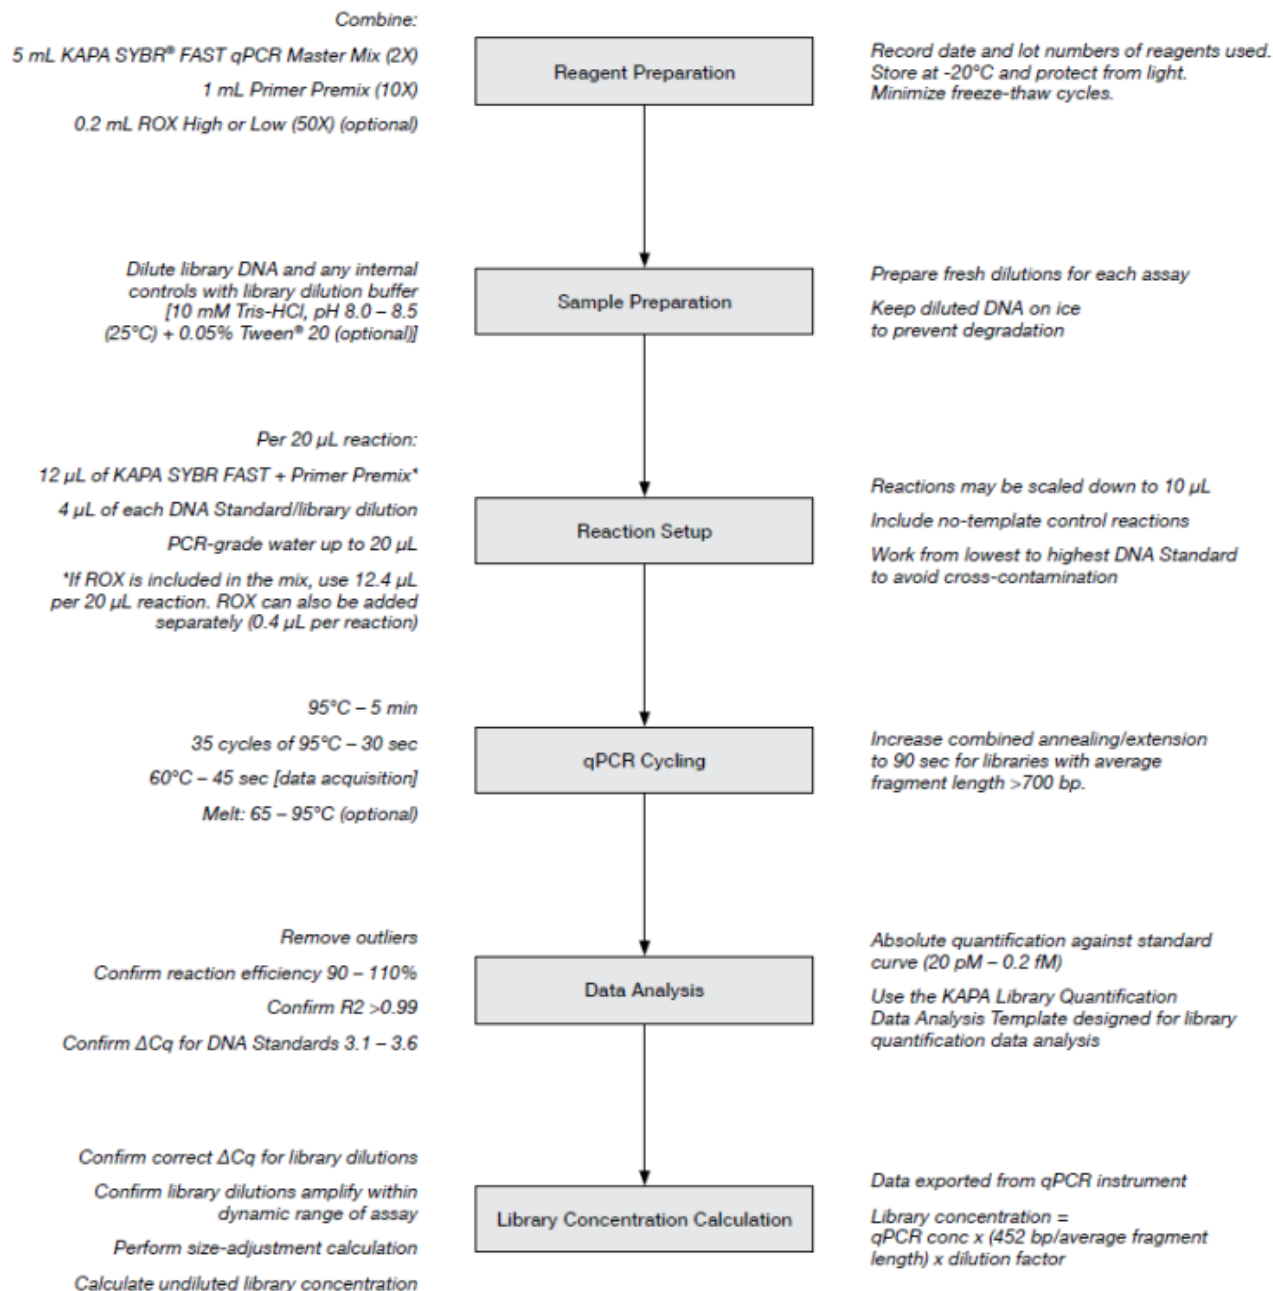 Combine:
5 mL KAPA SYBR® FAST qPCR Master Mix (2X)
1 mL Primer Premix (10X)
0.2 mL ROX High or Low (50X) (optional)
Reagent Preparation
Record date and lot numbers of reagents used.
Store at -20°C and protect from light.
Minimize freeze-thaw cycles.
Dilute library DNA and any internal
controls with library dilution buffer
[10 mM Tris-HCl, pH 8.0 – 8.5
(25°C) + 0.05% Tween® 20 (optional)]
Sample Preparation
Prepare fresh dilutions for each assay
Keep diluted DNA on ice
to prevent degradation
Per 20 µL reaction:
12 µL of KAPA SYBR FAST + Primer Premix*
4 µL of each DNA Standard/library dilution
PCR-grade water up to 20 µL
*If ROX is included in the mix, use 12.4 µL
per 20 µL reaction. ROX can also be added
separately (0.4 µL per reaction)
Reaction Setup
Reactions may be scaled down to 10 µL
Include no-template control reactions
Work from lowest to highest DNA Standard
to avoid cross-contamination
95°C – 5 min
35 cycles of 95°C – 30 sec
60°C – 45 sec [data acquisition]
Melt: 65 – 95°C (optional)
qPCR Cycling
Increase combined annealing/extension
to 90 sec for libraries with average
fragment length >700 bp.
Remove outliers
Confirm reaction efficiency 90 – 110%
Confirm R2 >0.99
Confirm ΔCq for DNA Standards 3.1 – 3.6
Data Analysis
Absolute quantification against standard
curve (20 pM – 0.2 fM)
Use the KAPA Library Quantification
Data Analysis Template designed for library
quantification data analysis
Confirm correct ΔCq for library dilutions
Confirm library dilutions amplify within
dynamic range of assay
Perform size-adjustment calculation
Calculate undiluted library concentration
Library Concentration Calculation
Data exported from qPCR instrument
Library concentration =
qPCR conc x (452 bp/average fragment
length) x dilution factor